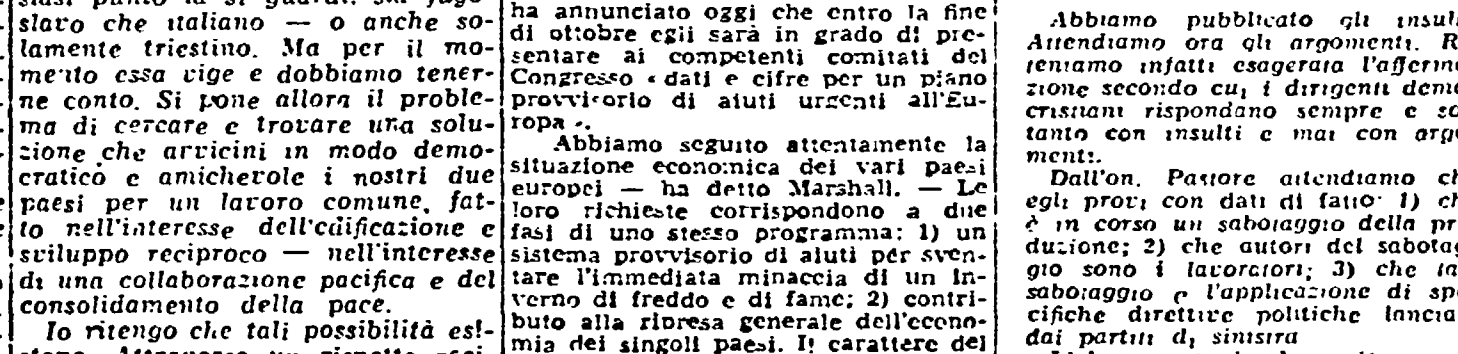 slavo che italiano — o anche so-
lamente triestino. Ma per il mo-
mento essa vige e dobbiamo tener-
ne conto. Si pone allora il proble-
ma di cercare e trovare una solu-
zione che avvicini in modo demo-
cratico e amichevole i nostri due
paesi per un lavoro comune, fat-
to nell'interesse dell'edificazione e
sviluppo reciproco — nell'interesse
di una collaborazione pacifica e del
consolidamento della pace.
Io ritengo che tali possibilità esi-
ha annunciato oggi che entro la fine
di ottobre egli sarà in grado di pre-
sentare ai competenti comitati del
Congresso « dati e cifre per un piano
provvisorio di aiuti urgenti all'Eu-
ropa ».
Abbiamo seguito attentamente la
situazione economica dei vari paesi
europei — ha detto Marshall. — Le
loro richieste corrispondono a due
fasi di uno stesso programma: 1) un
sistema provvisorio di aiuti per sven-
tare l'immediata minaccia di un in-
verno di freddo e di fame; 2) contri-
buto alla ripresa generale dell'econo-
mia dei singoli paesi. Il carattere del
Abbiamo pubblicato gli insul
Attendiamo ora gli argomenti. R
teniamo infatti esagerata l'afferma
zione secondo cui i dirigenti demo
cristiani rispondano sempre e so
tanto con insulti e mai con argo
menti.
Dall'on. Pastore attendiamo ch
egli provi con dati di fatto: 1) ch
è in corso un sabotaggio della pr
duzione; 2) che autori del sabotag
gio sono i lavoratori; 3) che ta
sabotaggio e l'applicazione di spe
cifiche direttive politiche lancia
dai partiti di sinistra